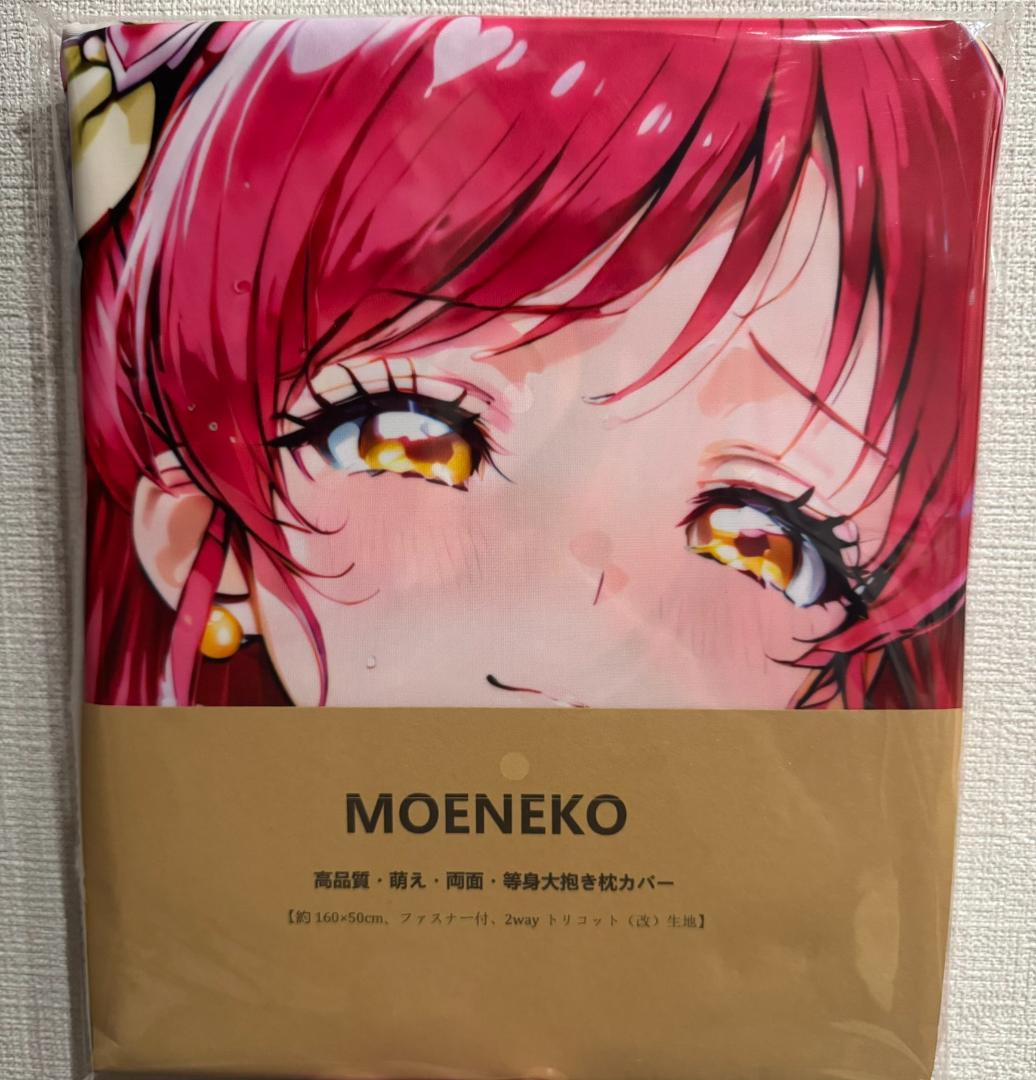 MOENEKO
高品質・萌え・両面・等身大抱き枕カバー
【約 160×50cm、ファスナー付、2way トリコット（改）生地】